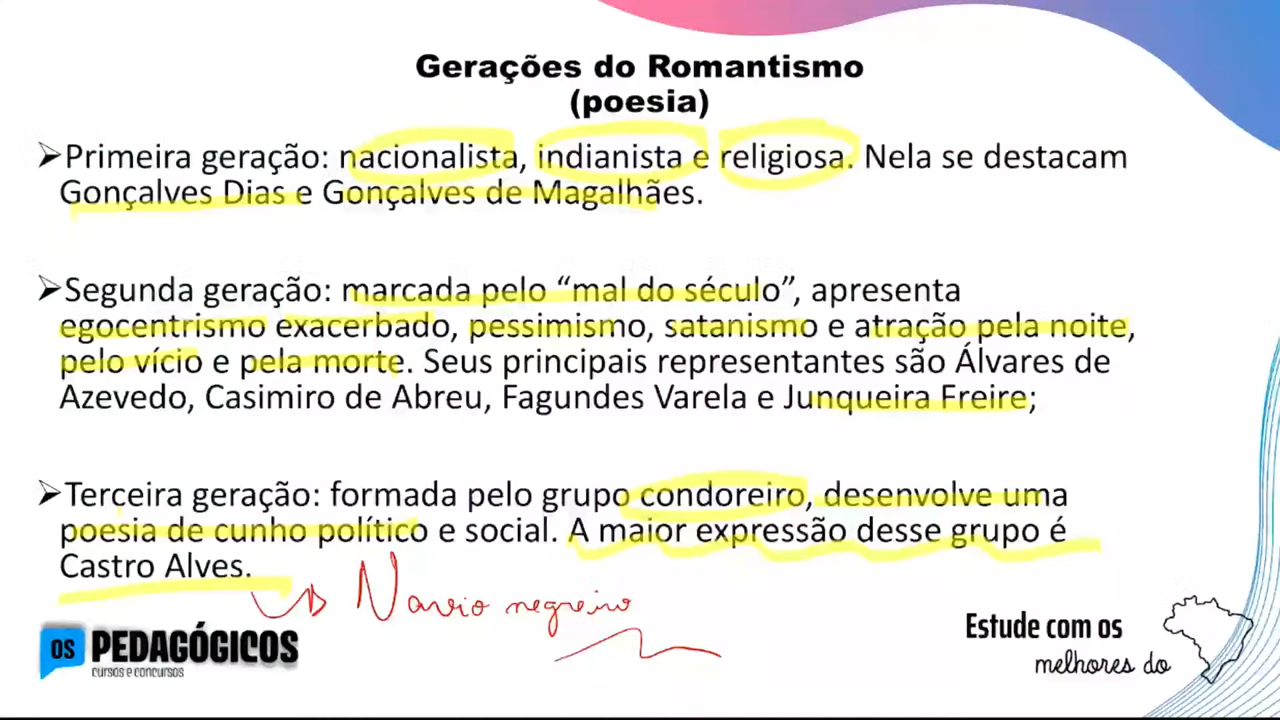 Gerações do Romantismo
(poesia)
➢Primeira geração: nacionalista, indianista e religiosa. Nela se destacam
Gonçalves Dias e Gonçalves de Magalhães.
➢Segunda geração: marcada pelo “mal do século”, apresenta
egocentrismo exacerbado, pessimismo, satanismo e atração pela noite,
pelo vício e pela morte. Seus principais representantes são Álvares de
Azevedo, Casimiro de Abreu, Fagundes Varela e Junqueira Freire;
➢Terceira geração: formada pelo grupo condoreiro, desenvolve uma
poesia de cunho político e social. A maior expressão desse grupo é
Castro Alves.
Navio negreiro
OS PEDAGÓGICOS
cursos e concursos
Estude com os
melhores do